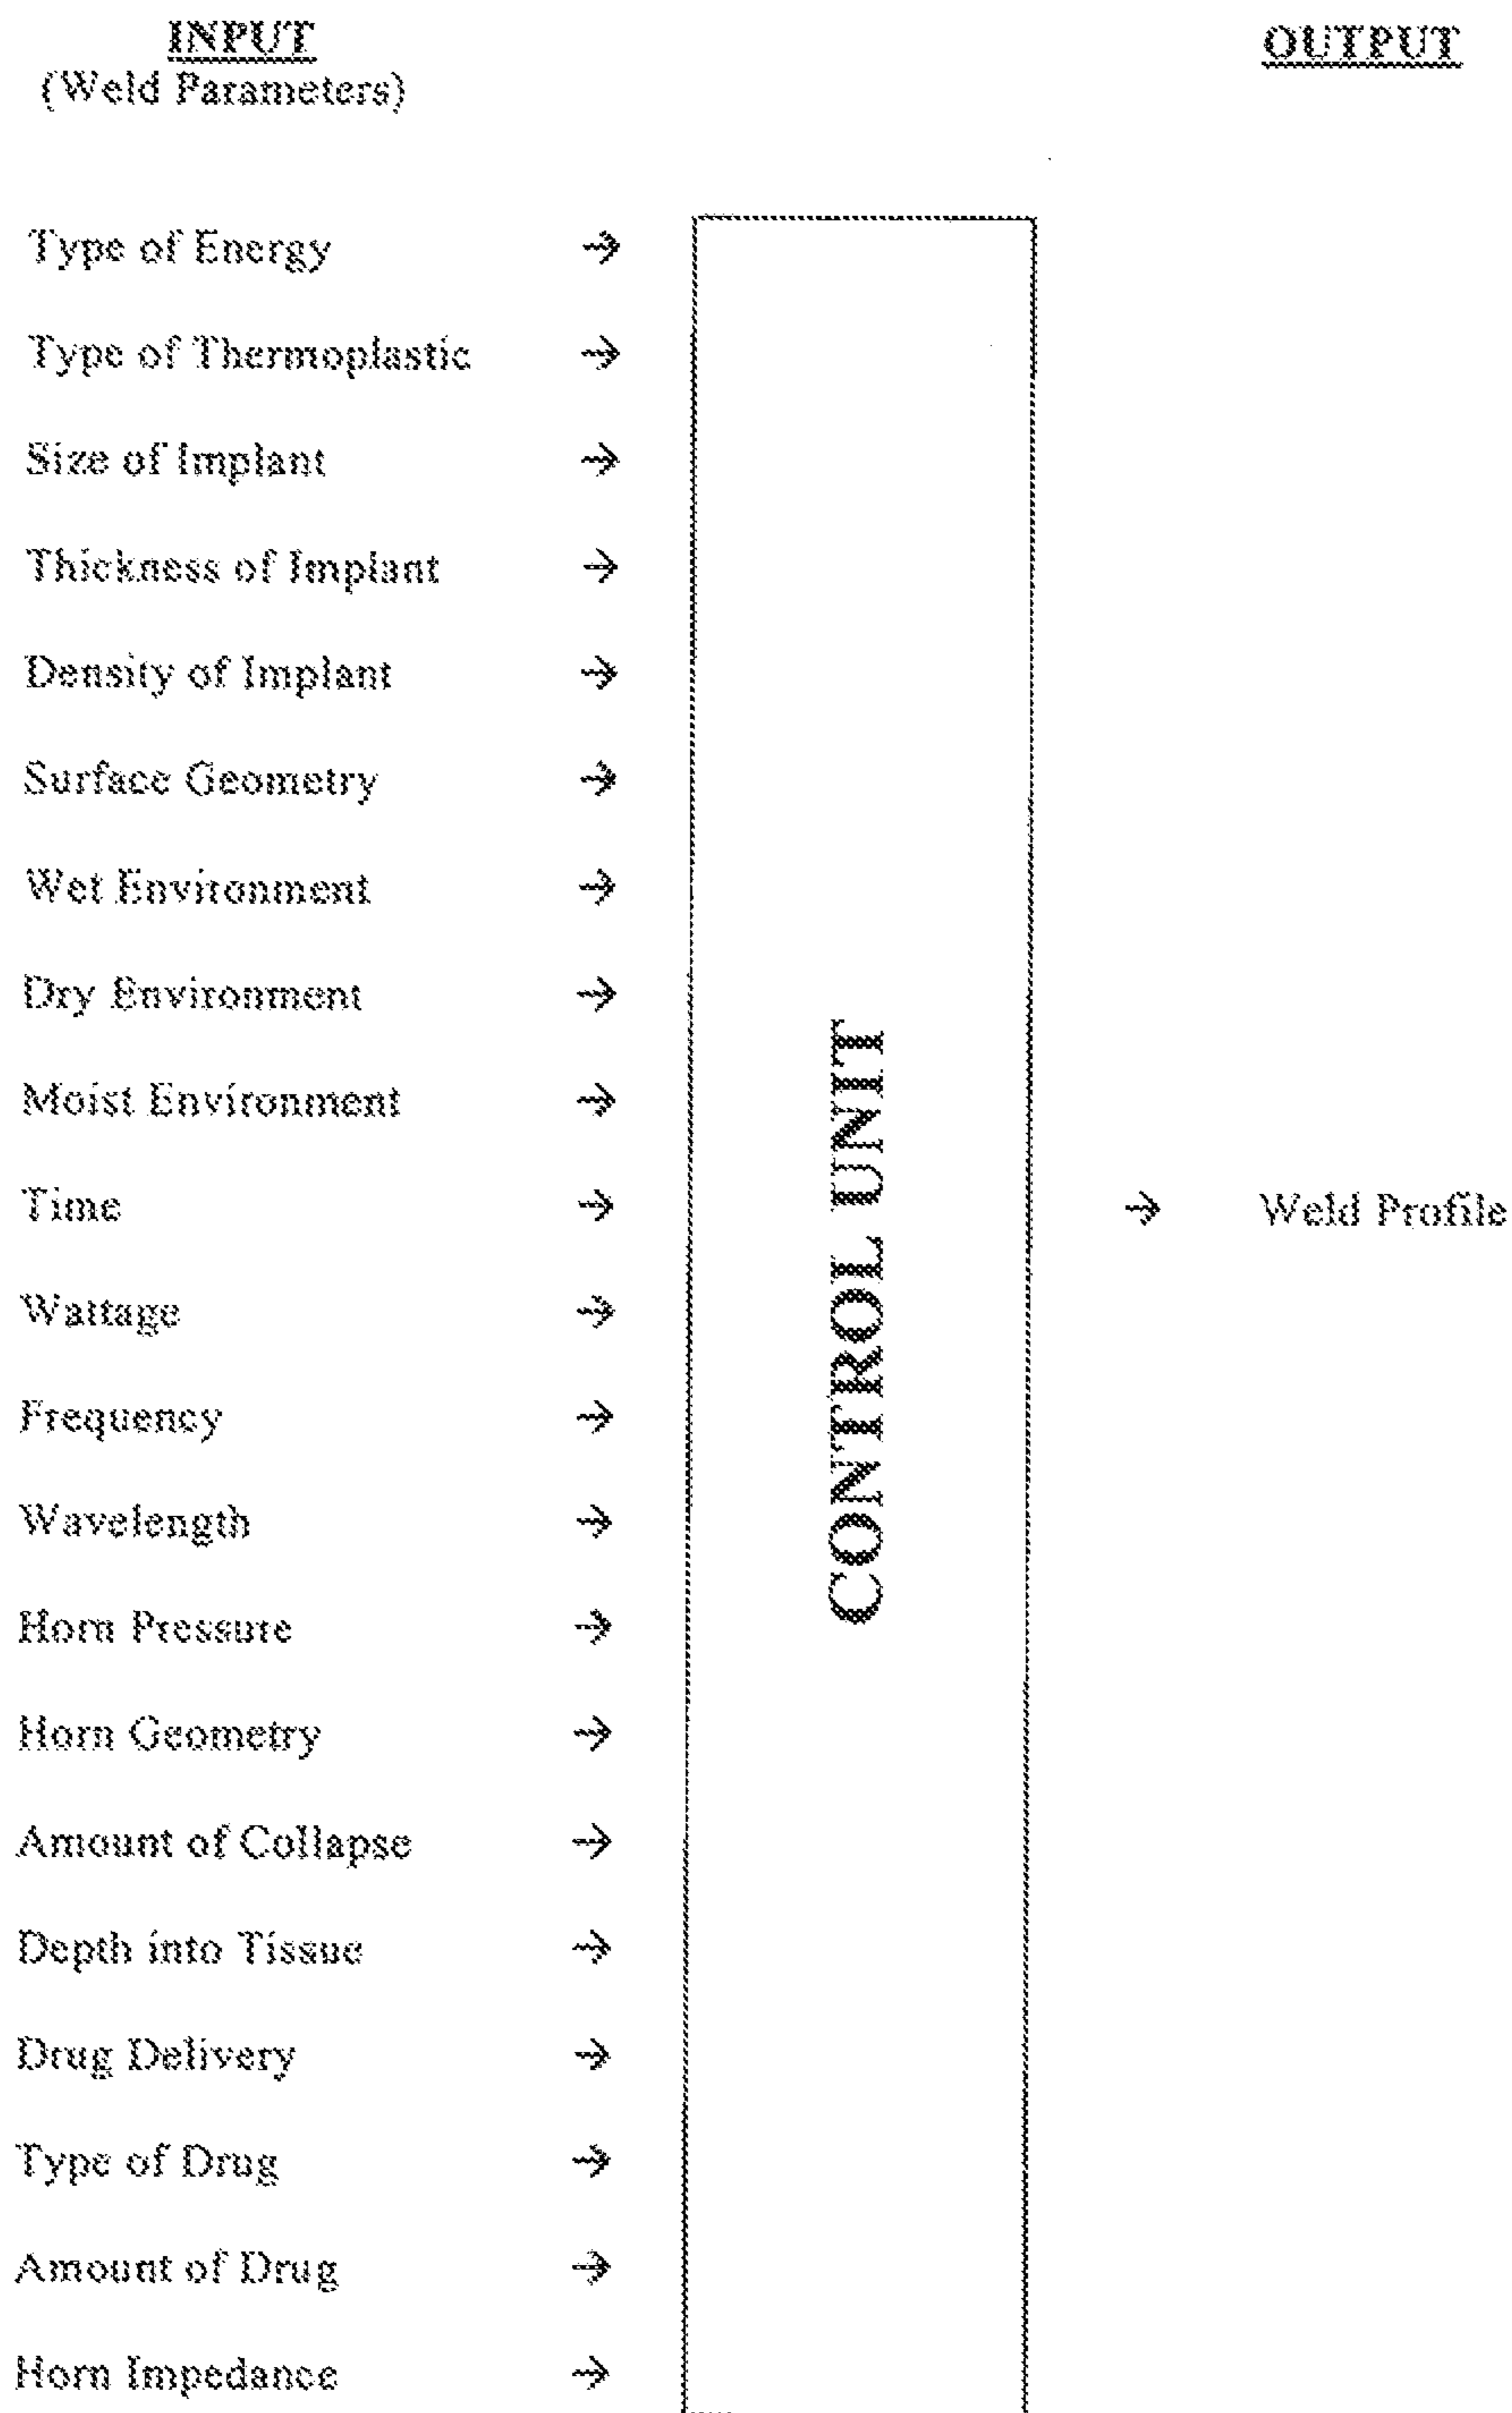 INPUT
(Weld Parameters)
OUTPUT
Type of Energy →
Type of Thermoplastic →
Size of Implant →
Thickness of Implant →
Density of Implant →
Surface Geometry →
Wet Environment →
Dry Environment →
Moist Environment →
Time →
Wattage →
Frequency →
Wavelength →
Horn Pressure →
Horn Geometry →
Amount of Collapse →
Depth into Tissue →
Drug Delivery →
Type of Drug →
Amount of Drug →
Horn Impedance →
CONTROL UNIT
→ Weld Profile